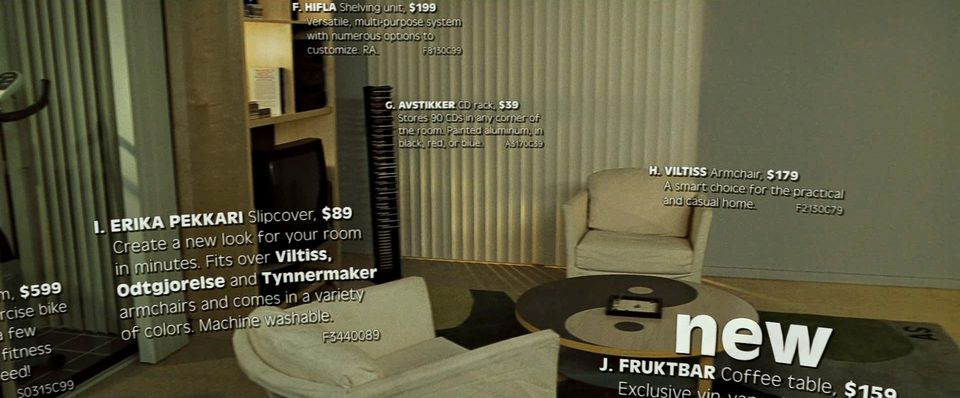 F. HIFLA Shelving unit, $199
Versatile, multi-purpose system
with numerous options to
customize. RA. F8130C99
G. AVSTIKKER CD rack, $39
Stores 90 CDs in any corner of
the room. Painted aluminum, in
black, red, or blue. A3170C39
H. VILTISS Armchair, $179
A smart choice for the practical
and casual home. F2130C79
I. ERIKA PEKKARI Slipcover, $89
Create a new look for your room
in minutes. Fits over Viltiss,
Odtgjorelse and Tynnermaker
armchairs and comes in a variety
of colors. Machine washable.
F3440089
$599
rcise bike
a few
fitness
eed!
S0315C99
new
J. FRUKTBAR Coffee table, $159
Exclusive yin